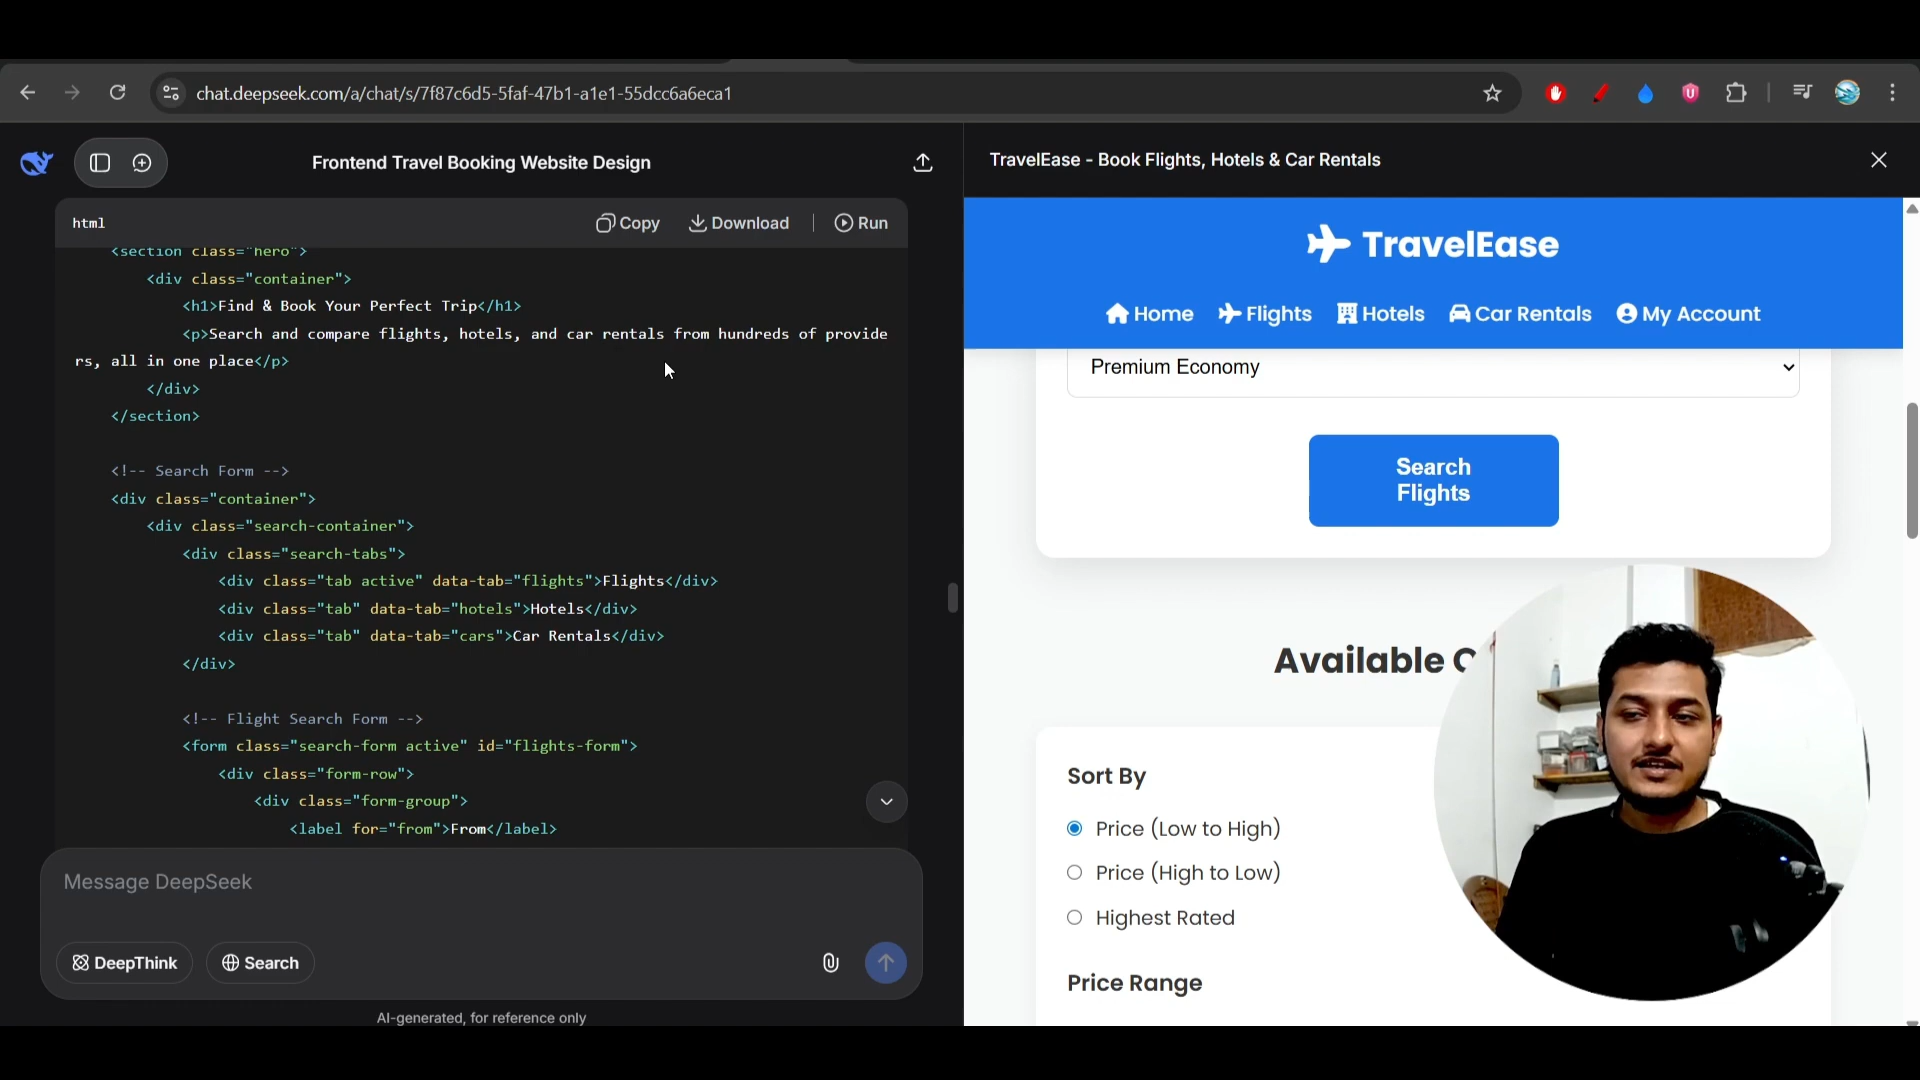 chat.deepseek.com/a/chat/s/7f87c6d5-5faf-47b1-a1e1-55dcc6a6eca1
Frontend Travel Booking Website Design
html
Copy
Download
Run
<section class="hero">
<div class="container">
<h1>Find & Book Your Perfect Trip</h1>
<p>Search and compare flights, hotels, and car rentals from hundreds of provide
rs, all in one place</p>
</div>
</section>
<!-- Search Form -->
<div class="container">
<div class="search-container">
<div class="search-tabs">
<div class="tab active" data-tab="flights">Flights</div>
<div class="tab" data-tab="hotels">Hotels</div>
<div class="tab" data-tab="cars">Car Rentals</div>
</div>
<!-- Flight Search Form -->
<form class="search-form active" id="flights-form">
<div class="form-row">
<div class="form-group">
<label for="from">From</label>
Message DeepSeek
DeepThink
Search
AI-generated, for reference only
TravelEase - Book Flights, Hotels & Car Rentals
TravelEase
Home
Flights
Hotels
Car Rentals
My Account
Premium Economy
Search
Flights
Available
Sort By
Price (Low to High)
Price (High to Low)
Highest Rated
Price Range